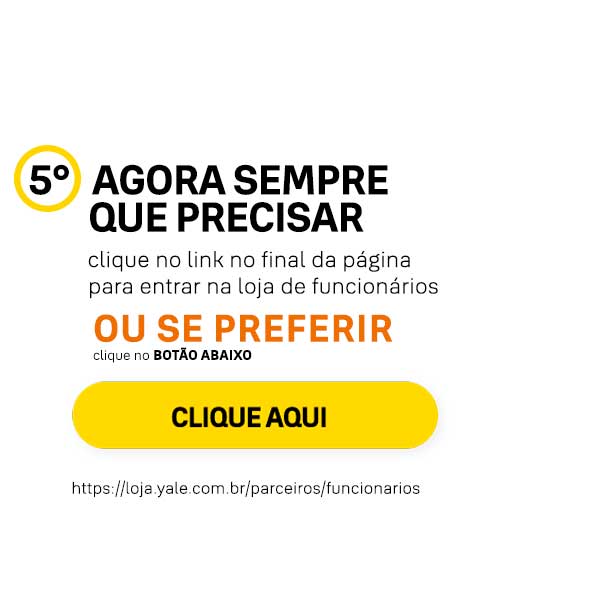 5º AGORA SEMPRE
QUE PRECISAR
clique no link no final da página
para entrar na loja de funcionários
OU SE PREFERIR
clique no BOTÃO ABAIXO
CLIQUE AQUI
https://loja.yale.com.br/parceiros/funcionarios